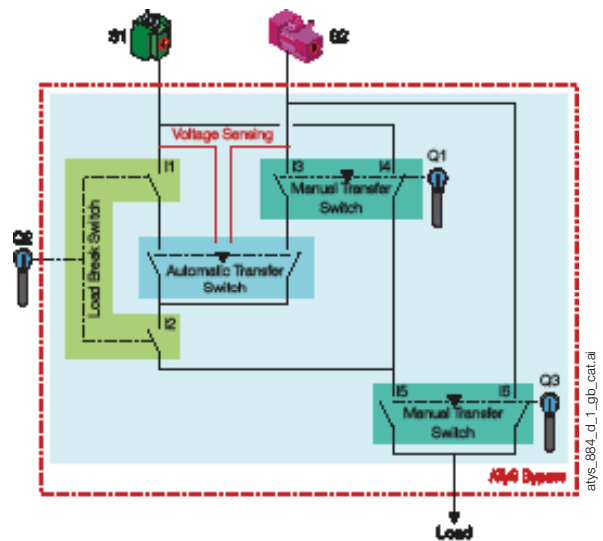 S1
S2
Voltage Sensing
I1
I3
I4
Q1
Manual Transfer
Switch
Load Break Switch
Automatic Transfer
Switch
I2
I5
I6
Q3
Manual Transfer
Switch
AtyS Bypass
Load
atys_884_d_1_gb_cat.ai